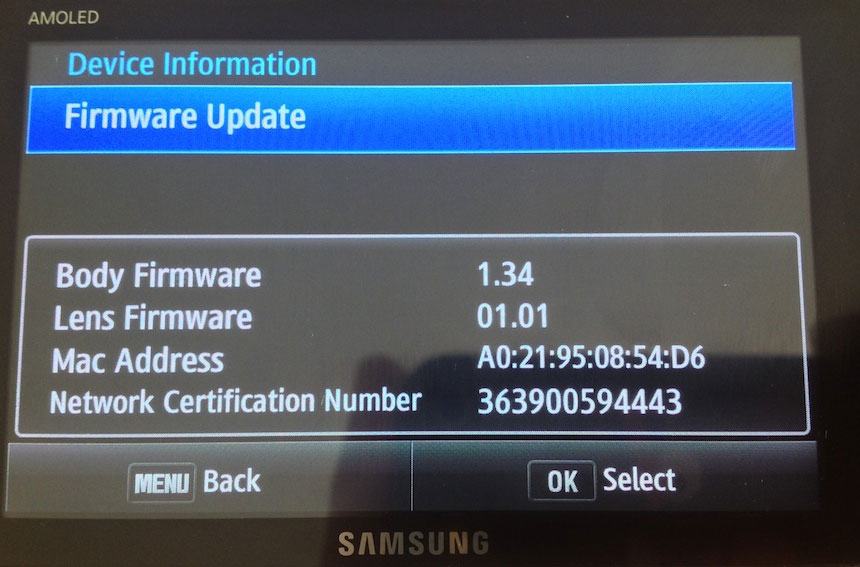 AMOLED
Device Information
Firmware Update
Body Firmware 1.34
Lens Firmware 01.01
Mac Address A0:21:95:08:54:D6
Network Certification Number 363900594443
MENU Back OK Select
SAMSUNG